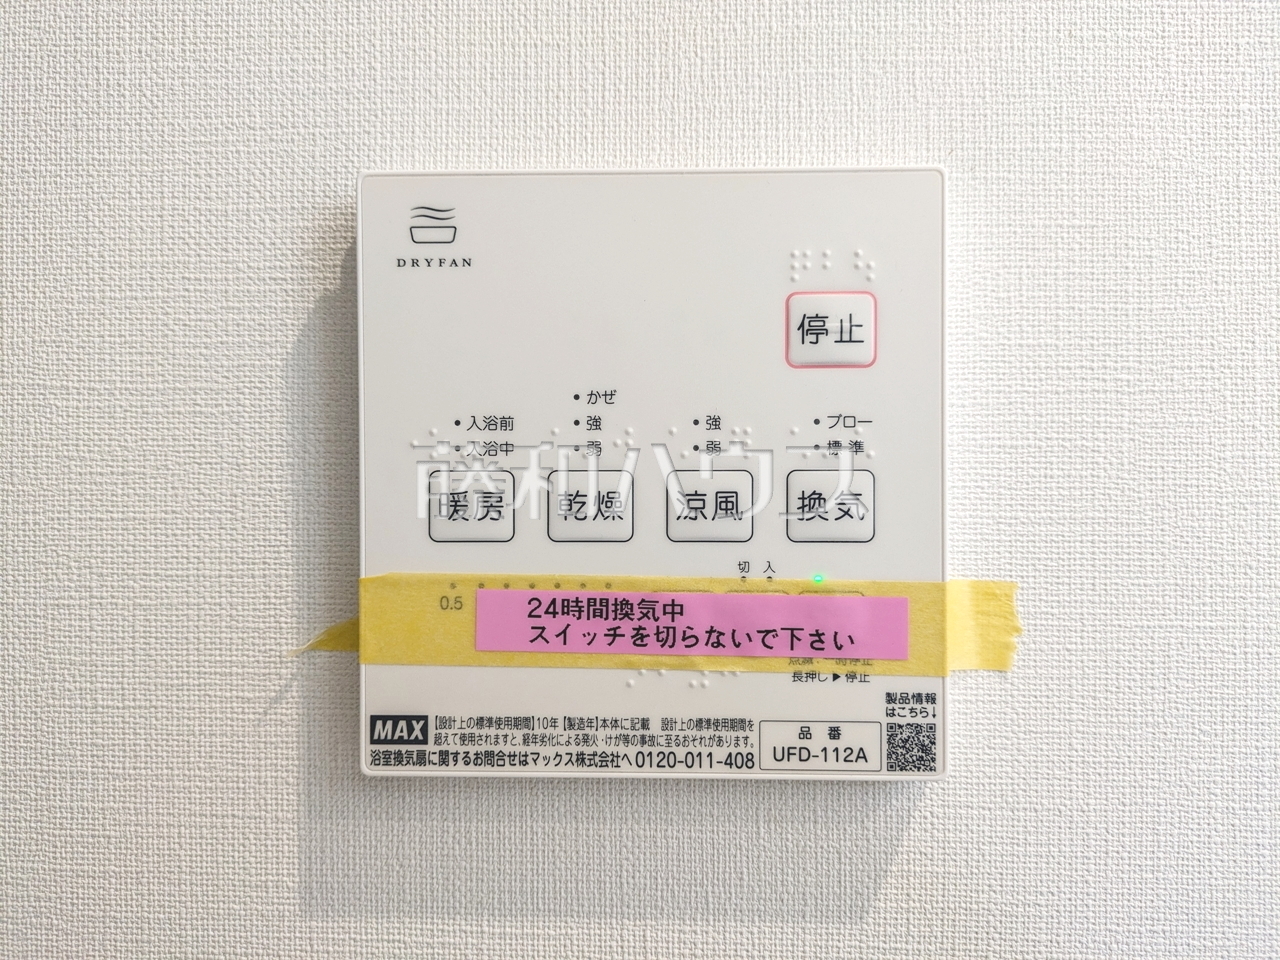 DRYFAN
停止
かぜ
入浴前 強 強 ブロー
入浴中 弱 弱 標準
藤和ハウス
暖房 乾燥 涼風 換気
切 入
0.5
24時間換気中
スイッチを切らないで下さい
長押し▶停止
製品情報
はこちら↓
MAX
【設計上の標準使用期間】10年【製造年】本体に記載 設計上の標準使用期間を
超えて使用されますと、経年劣化による発火・けが等の事故に至るおそれがあります。
浴室換気扇に関するお問合せはマックス株式会社へ 0120-011-408
品番
UFD-112A